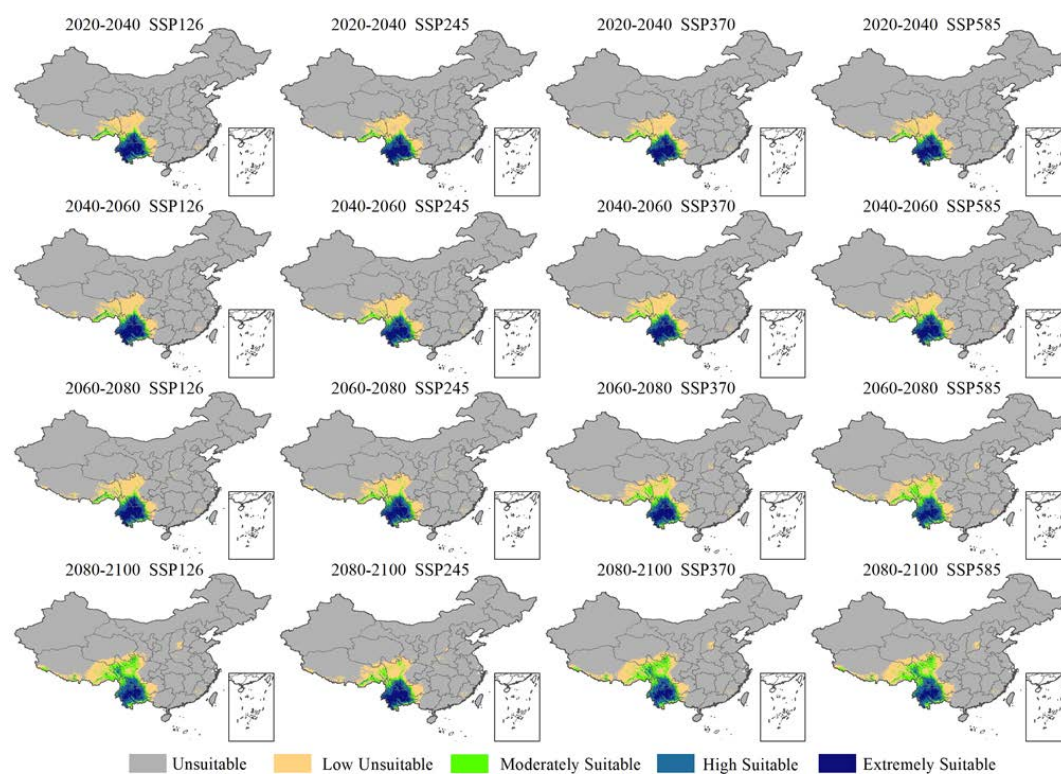 2020-2040 SSP126
2020-2040 SSP245
2020-2040 SSP370
2020-2040 SSP585
2040-2060 SSP126
2040-2060 SSP245
2040-2060 SSP370
2040-2060 SSP585
2060-2080 SSP126
2060-2080 SSP245
2060-2080 SSP370
2060-2080 SSP585
2080-2100 SSP126
2080-2100 SSP245
2080-2100 SSP370
2080-2100 SSP585
Unsuitable
Low Unsuitable
Moderately Suitable
High Suitable
Extremely Suitable